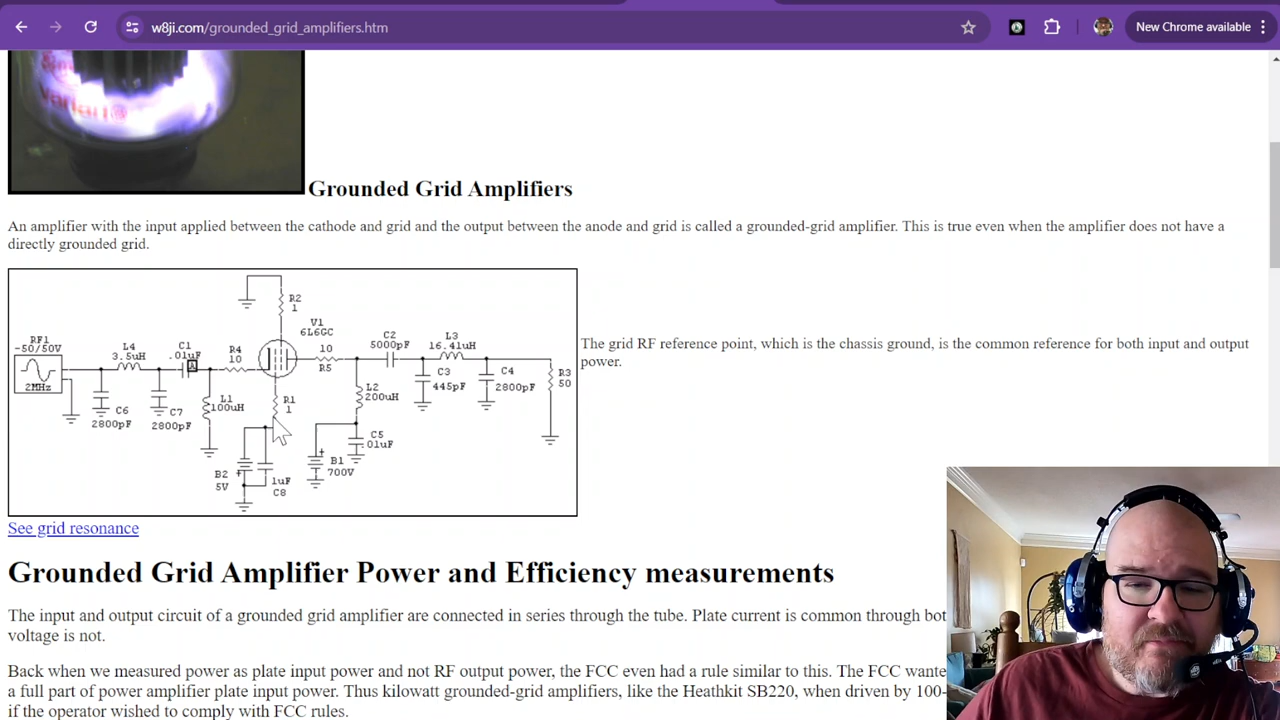 w8ji.com/grounded_grid_amplifiers.htm
New Chrome available
Grounded Grid Amplifiers
An amplifier with the input applied between the cathode and grid and the output between the anode and grid is called a grounded-grid amplifier. This is true even when the amplifier does not have a
directly grounded grid.
R2
1
V1
6L6GC
RF1
-50/50V
2MHz
L4
3.5uH
C1
.01uF
A
R4
10
10
R5
C2
5000pF
L3
16.41uH
C6
2800pF
C7
2800pF
L1
100uH
R1
1
L2
200uH
C3
445pF
C4
2800pF
R3
50
B2
5V
+
1uF
C8
+
B1
700V
C5
.01uF
The grid RF reference point, which is the chassis ground, is the common reference for both input and output
power.
See grid resonance
Grounded Grid Amplifier Power and Efficiency measurements
The input and output circuit of a grounded grid amplifier are connected in series through the tube. Plate current is common through bot
voltage is not.
Back when we measured power as plate input power and not RF output power, the FCC even had a rule similar to this. The FCC wante
a full part of power amplifier plate input power. Thus kilowatt grounded-grid amplifiers, like the Heathkit SB220, when driven by 100-
if the operator wished to comply with FCC rules.